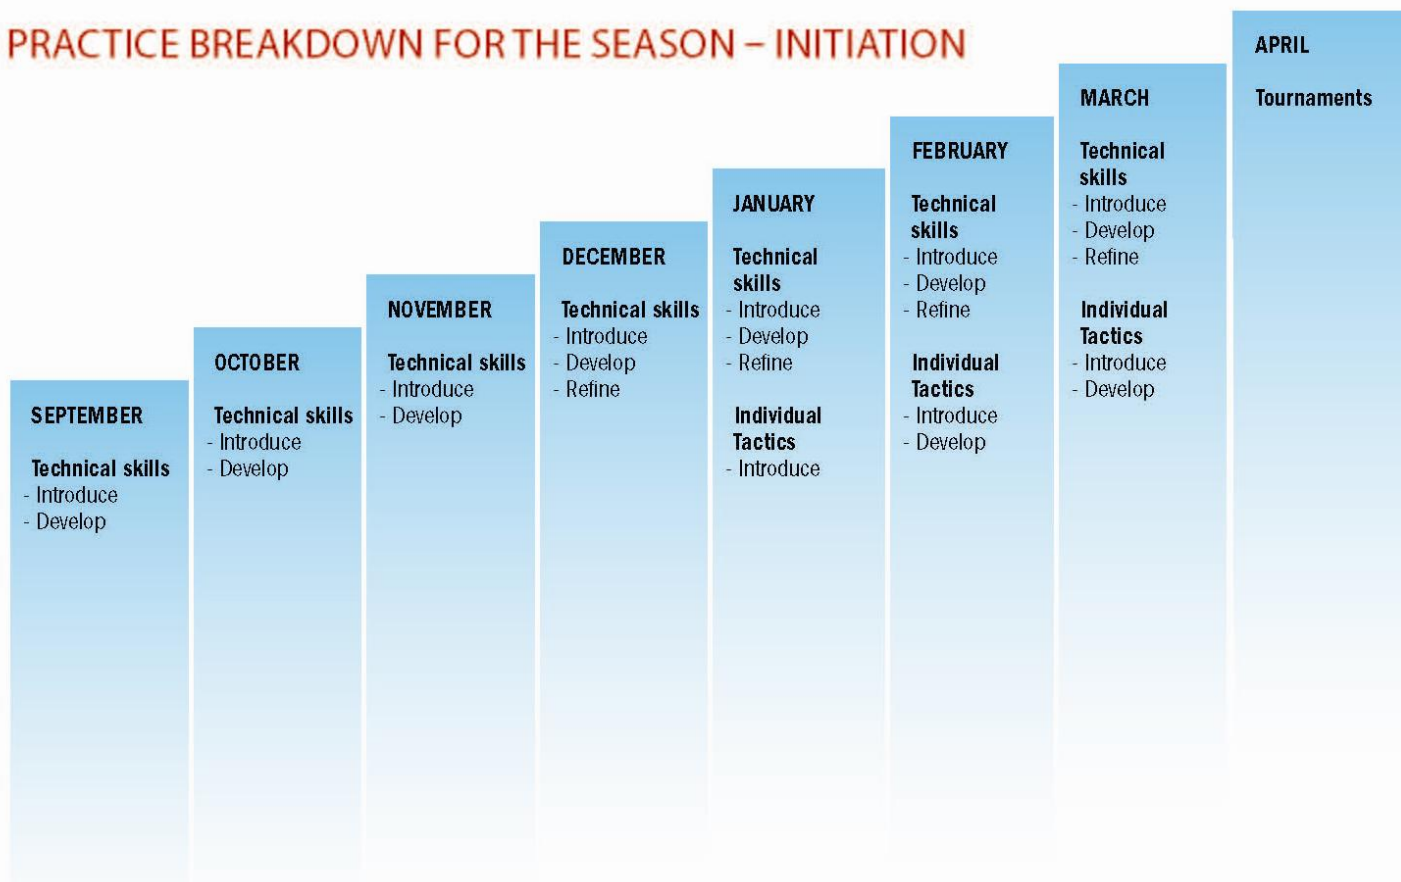 PRACTICE BREAKDOWN FOR THE SEASON – INITIATION
SEPTEMBER
Technical skills
- Introduce
- Develop
OCTOBER
Technical skills
- Introduce
- Develop
NOVEMBER
Technical skills
- Introduce
- Develop
DECEMBER
Technical skills
- Introduce
- Develop
- Refine
JANUARY
Technical
skills
- Introduce
- Develop
- Refine
Individual
Tactics
- Introduce
FEBRUARY
Technical
skills
- Introduce
- Develop
- Refine
Individual
Tactics
- Introduce
- Develop
MARCH
Technical
skills
- Introduce
- Develop
- Refine
Individual
Tactics
- Introduce
- Develop
APRIL
Tournaments